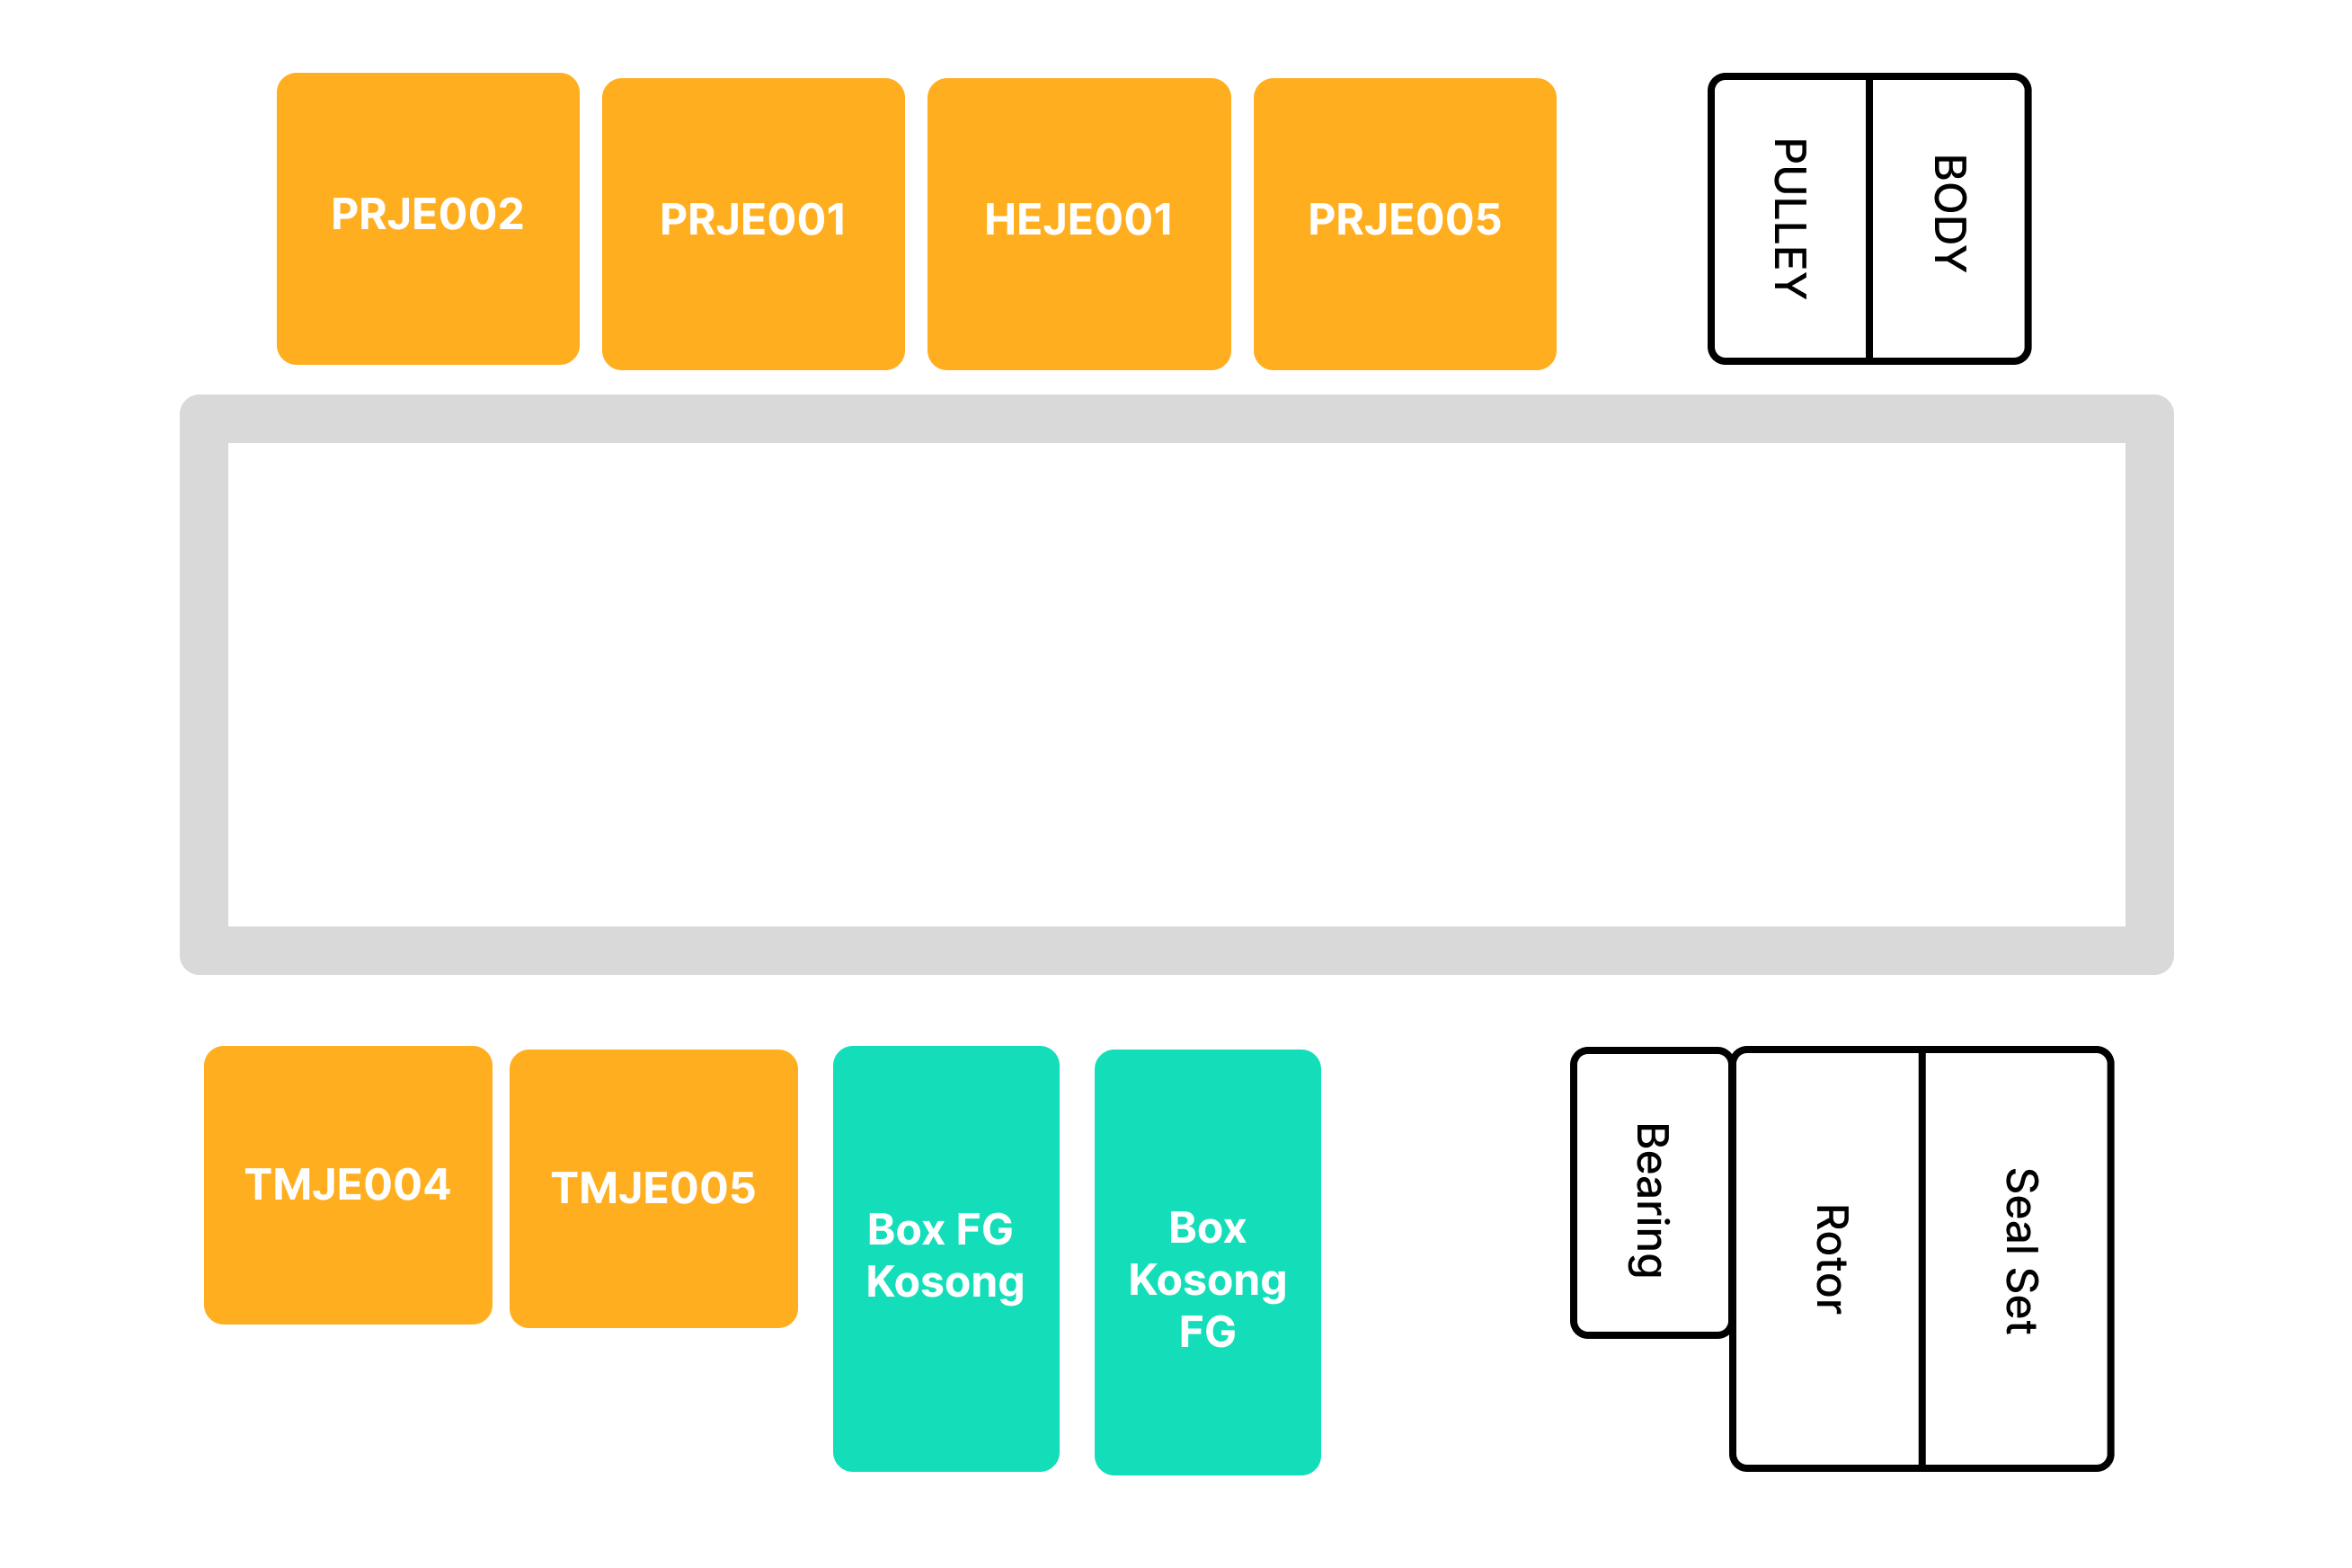 PRJE002
PRJE001
HEJE001
PRJE005
PULLEY
BODY
TMJE004
TMJE005
Box FG
Kosong
Box
Kosong
FG
Bearing
Rotor
Seal Set